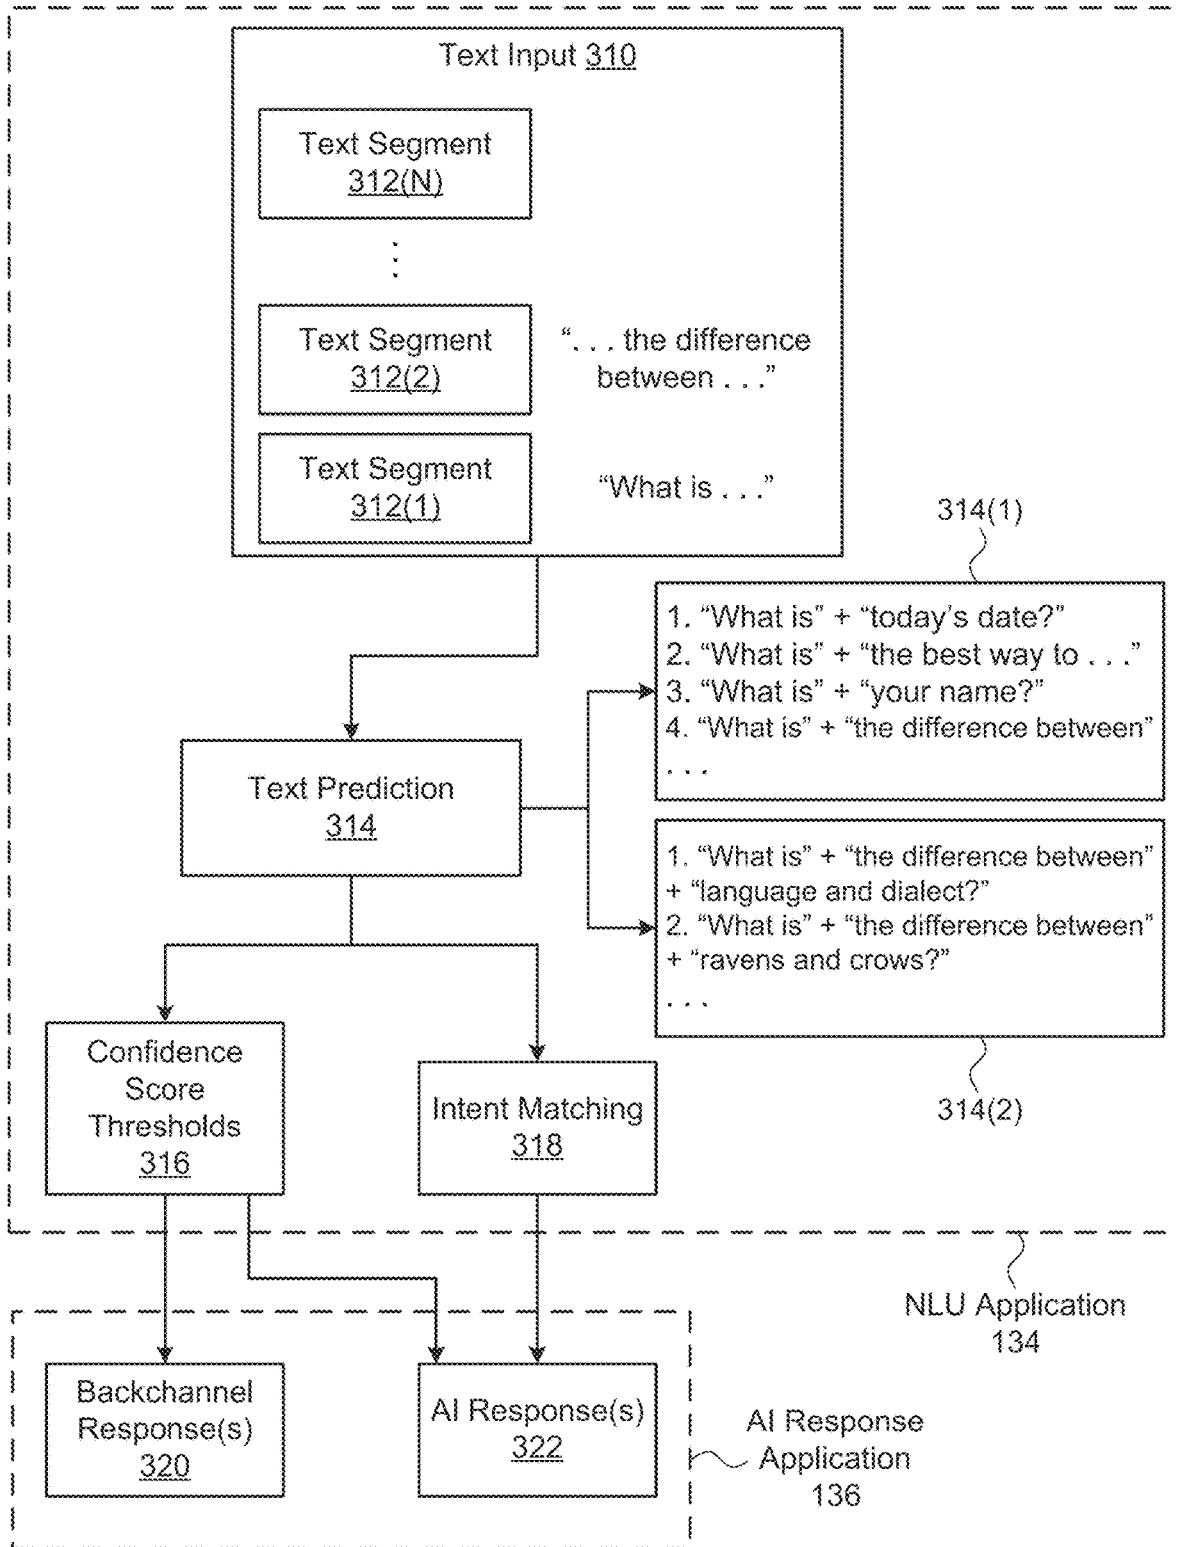 Text Input 310
Text Segment
312(N)
.
.
.
Text Segment
312(2)
“. . . the difference
between . . .”
Text Segment
312(1)
“What is . . .”
314(1)
1. “What is” + “today’s date?”
2. “What is” + “the best way to . . .”
3. “What is” + “your name?”
4. “What is” + “the difference between”
. . .
Text Prediction
314
1. “What is” + “the difference between”
+ “language and dialect?”
2. “What is” + “the difference between”
+ “ravens and crows?”
. . .
314(2)
Confidence
Score
Thresholds
316
Intent Matching
318
NLU Application
134
Backchannel
Response(s)
320
AI Response(s)
322
AI Response
Application
136